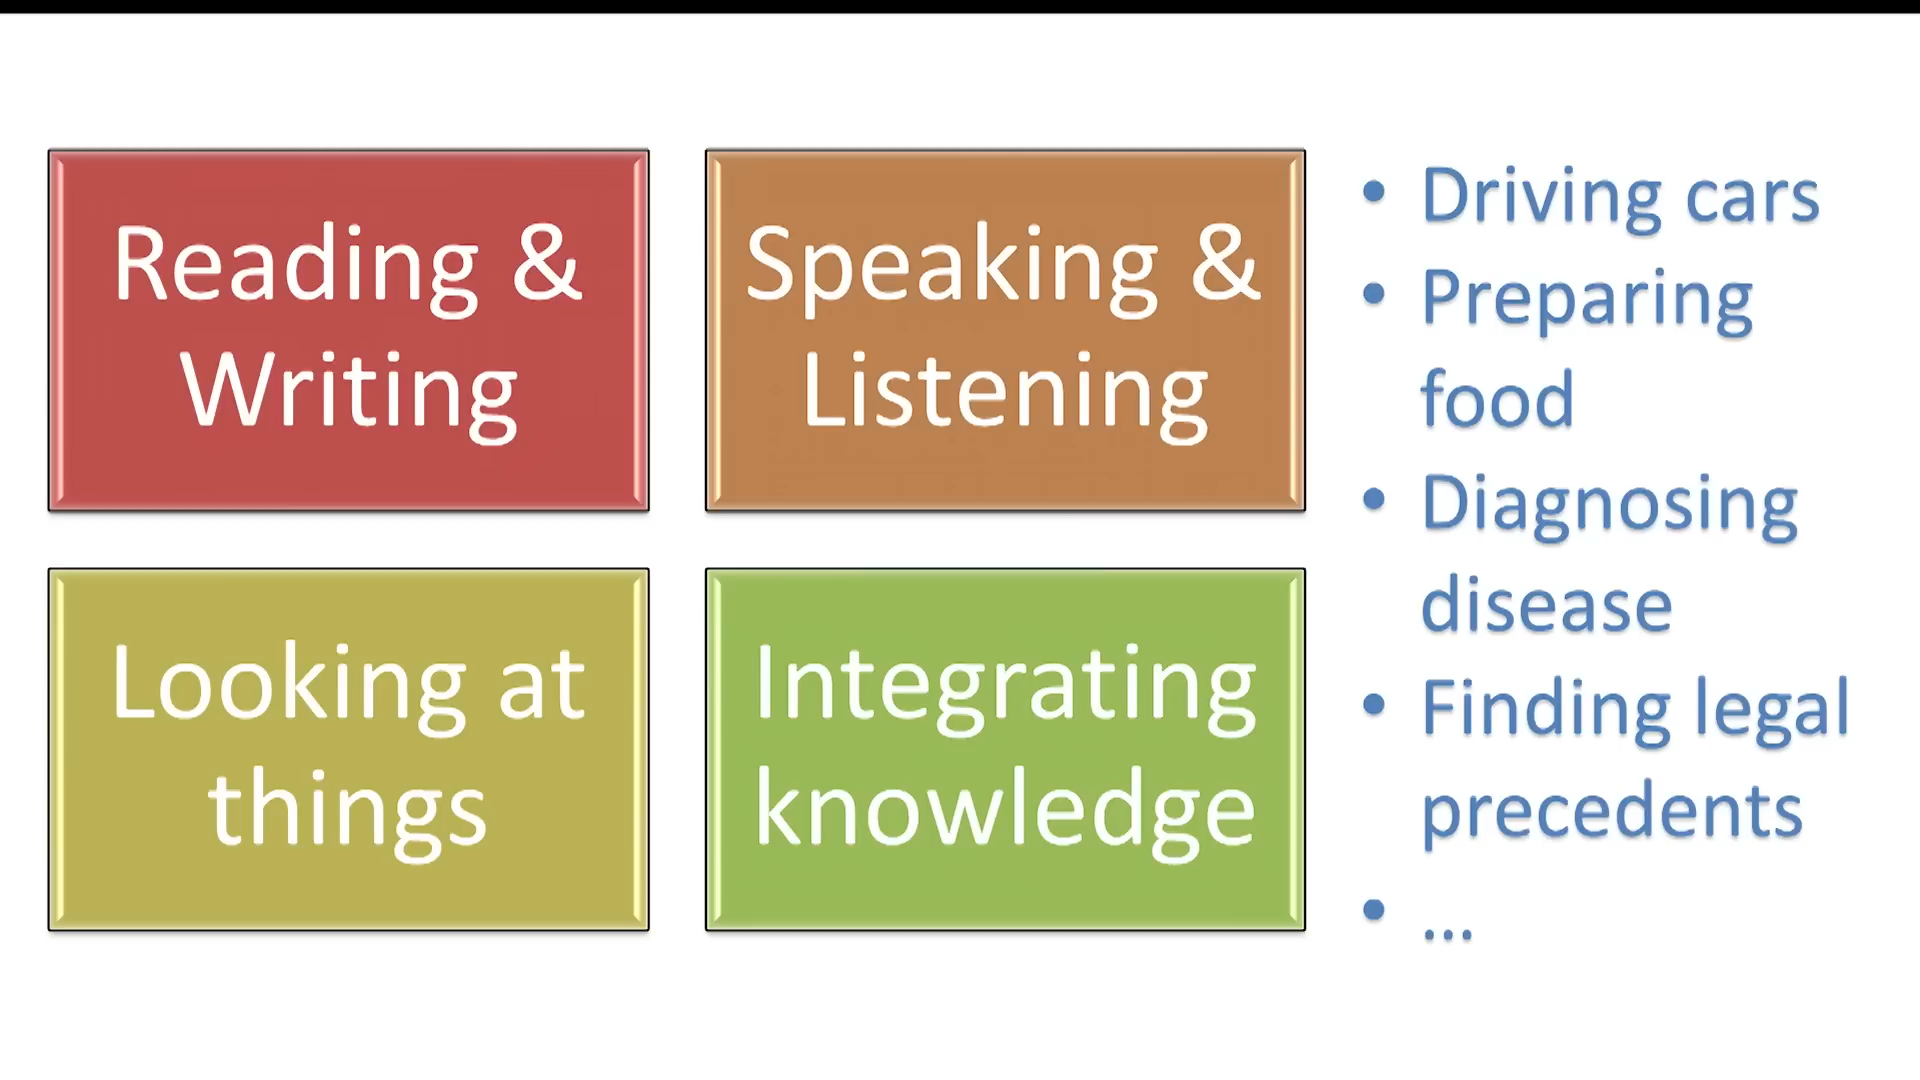 Reading &
Writing
Speaking &
Listening
Looking at
things
Integrating
knowledge
• Driving cars
• Preparing
food
• Diagnosing
disease
• Finding legal
precedents
• ...